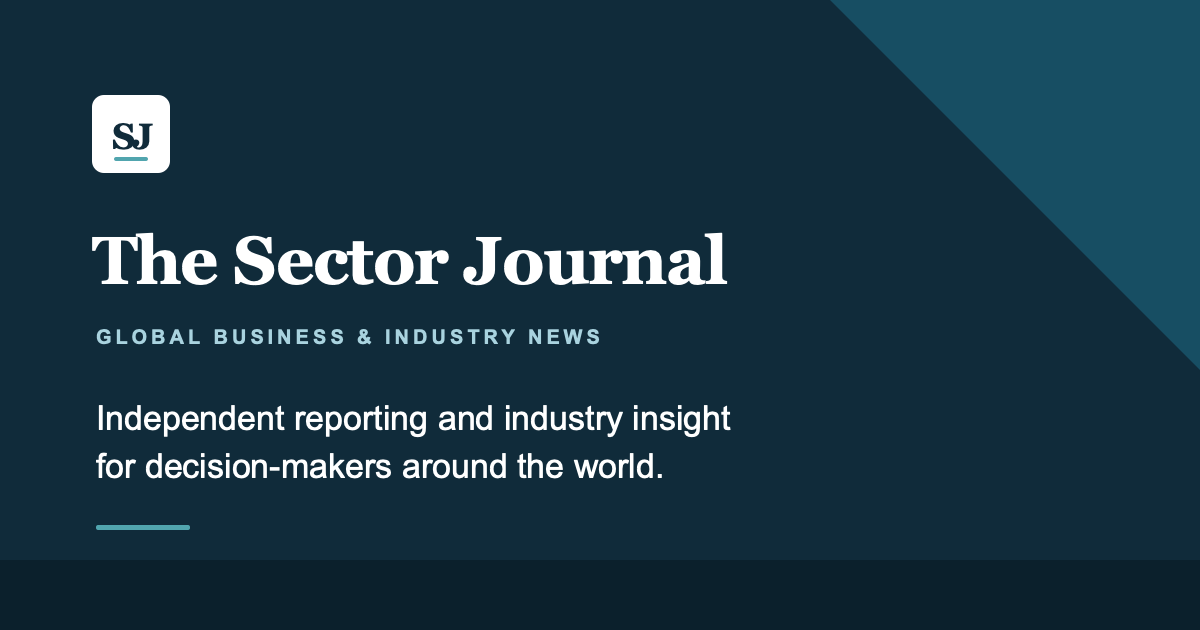 SJ
The Sector Journal
GLOBAL BUSINESS & INDUSTRY NEWS
Independent reporting and industry insight
for decision-makers around the world.